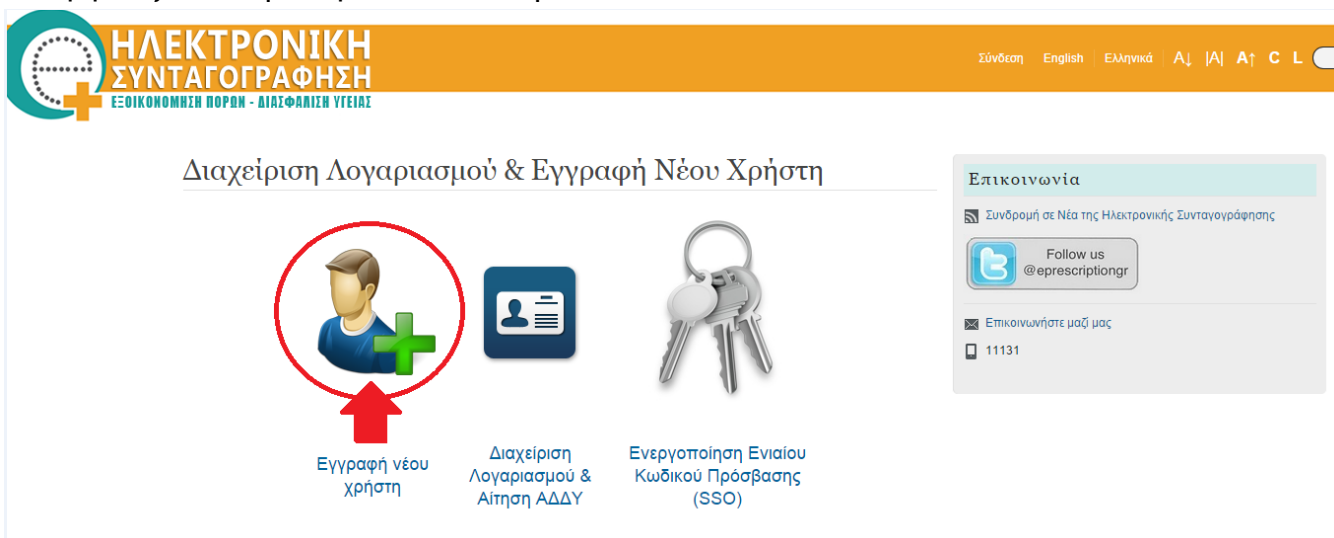 ΗΛΕΚΤΡΟΝΙΚΗ
ΣΥΝΤΑΓΟΓΡΑΦΗΣΗ
ΕΞΟΙΚΟΝΟΜΗΣΗ ΠΟΡΩΝ - ΔΙΑΣΦΑΛΙΣΗ ΥΓΕΙΑΣ
Σύνδεση English Ελληνικά A↓ |A| A↑ C L
Διαχείριση Λογαριασμού & Εγγραφή Νέου Χρήστη
Εγγραφή νέου
χρήστη
Διαχείριση
Λογαριασμού &
Αίτηση ΑΔΔΥ
Ενεργοποίηση Ενιαίου
Κωδικού Πρόσβασης
(SSO)
Επικοινωνία
Συνδρομή σε Νέα της Ηλεκτρονικής Συνταγογράφησης
Follow us
@eprescriptiongr
Επικοινωνήστε μαζί μας
11131